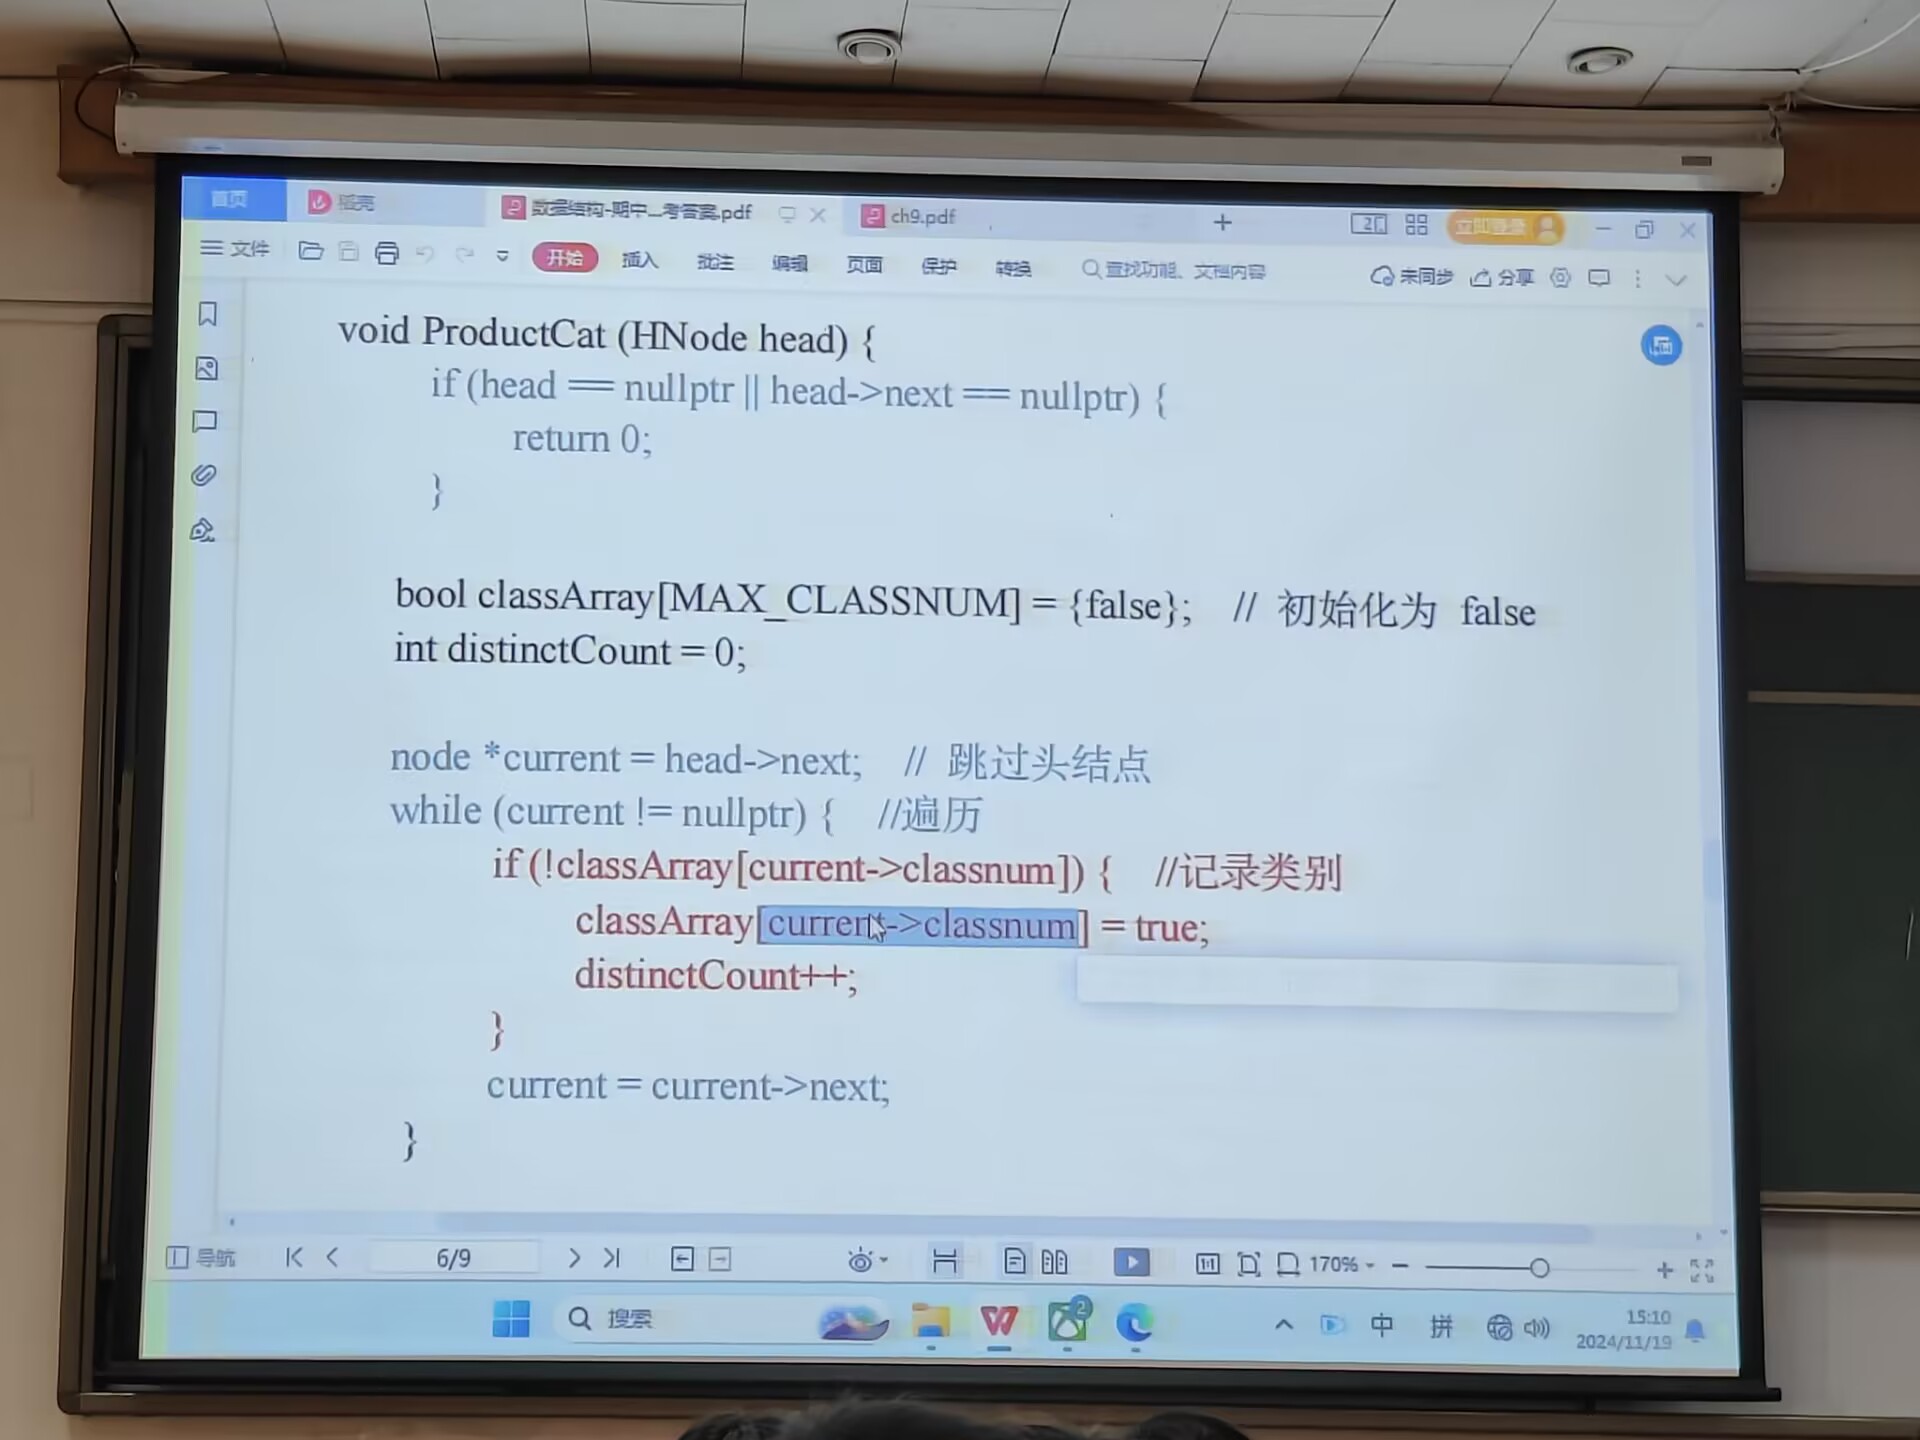 首页
稻壳
数据结构-期中...考答案.pdf
ch9.pdf
立即登录
文件
开始
插入
批注
编辑
页面
保护
转换
查找功能、文档内容
未同步
分享
void ProductCat (HNode head) {
if (head == nullptr || head->next == nullptr) {
return 0;
}
bool classArray[MAX_CLASSNUM] = {false}; // 初始化为 false
int distinctCount = 0;
node *current = head->next; // 跳过头结点
while (current != nullptr) { //遍历
if (!classArray[current->classnum]) { //记录类别
classArray[current->classnum] = true;
distinctCount++;
}
current = current->next;
}
导航
6/9
170%
搜索
2
中
拼
15:10
2024/11/19